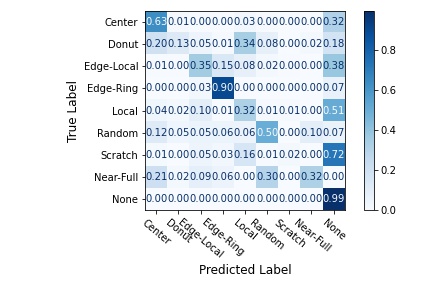 Center 0.63 0.01 0.00 0.00 0.03 0.00 0.00 0.00 0.32
Donut 0.20 0.13 0.05 0.01 0.34 0.08 0.00 0.02 0.18
Edge-Local 0.01 0.00 0.35 0.15 0.08 0.02 0.00 0.00 0.38
Edge-Ring 0.00 0.00 0.03 0.90 0.00 0.00 0.00 0.00 0.07
Local 0.04 0.02 0.10 0.01 0.32 0.01 0.01 0.00 0.51
Random 0.12 0.05 0.05 0.06 0.06 0.50 0.00 0.10 0.07
Scratch 0.01 0.00 0.05 0.03 0.16 0.01 0.02 0.00 0.72
Near-Full 0.21 0.02 0.09 0.06 0.00 0.30 0.00 0.32 0.00
None 0.00 0.00 0.00 0.00 0.00 0.00 0.00 0.00 0.99
True Label
Center Donut Edge-Local Edge-Ring Local Random Scratch Near-Full None
Predicted Label
0.8
0.6
0.4
0.2
0.0